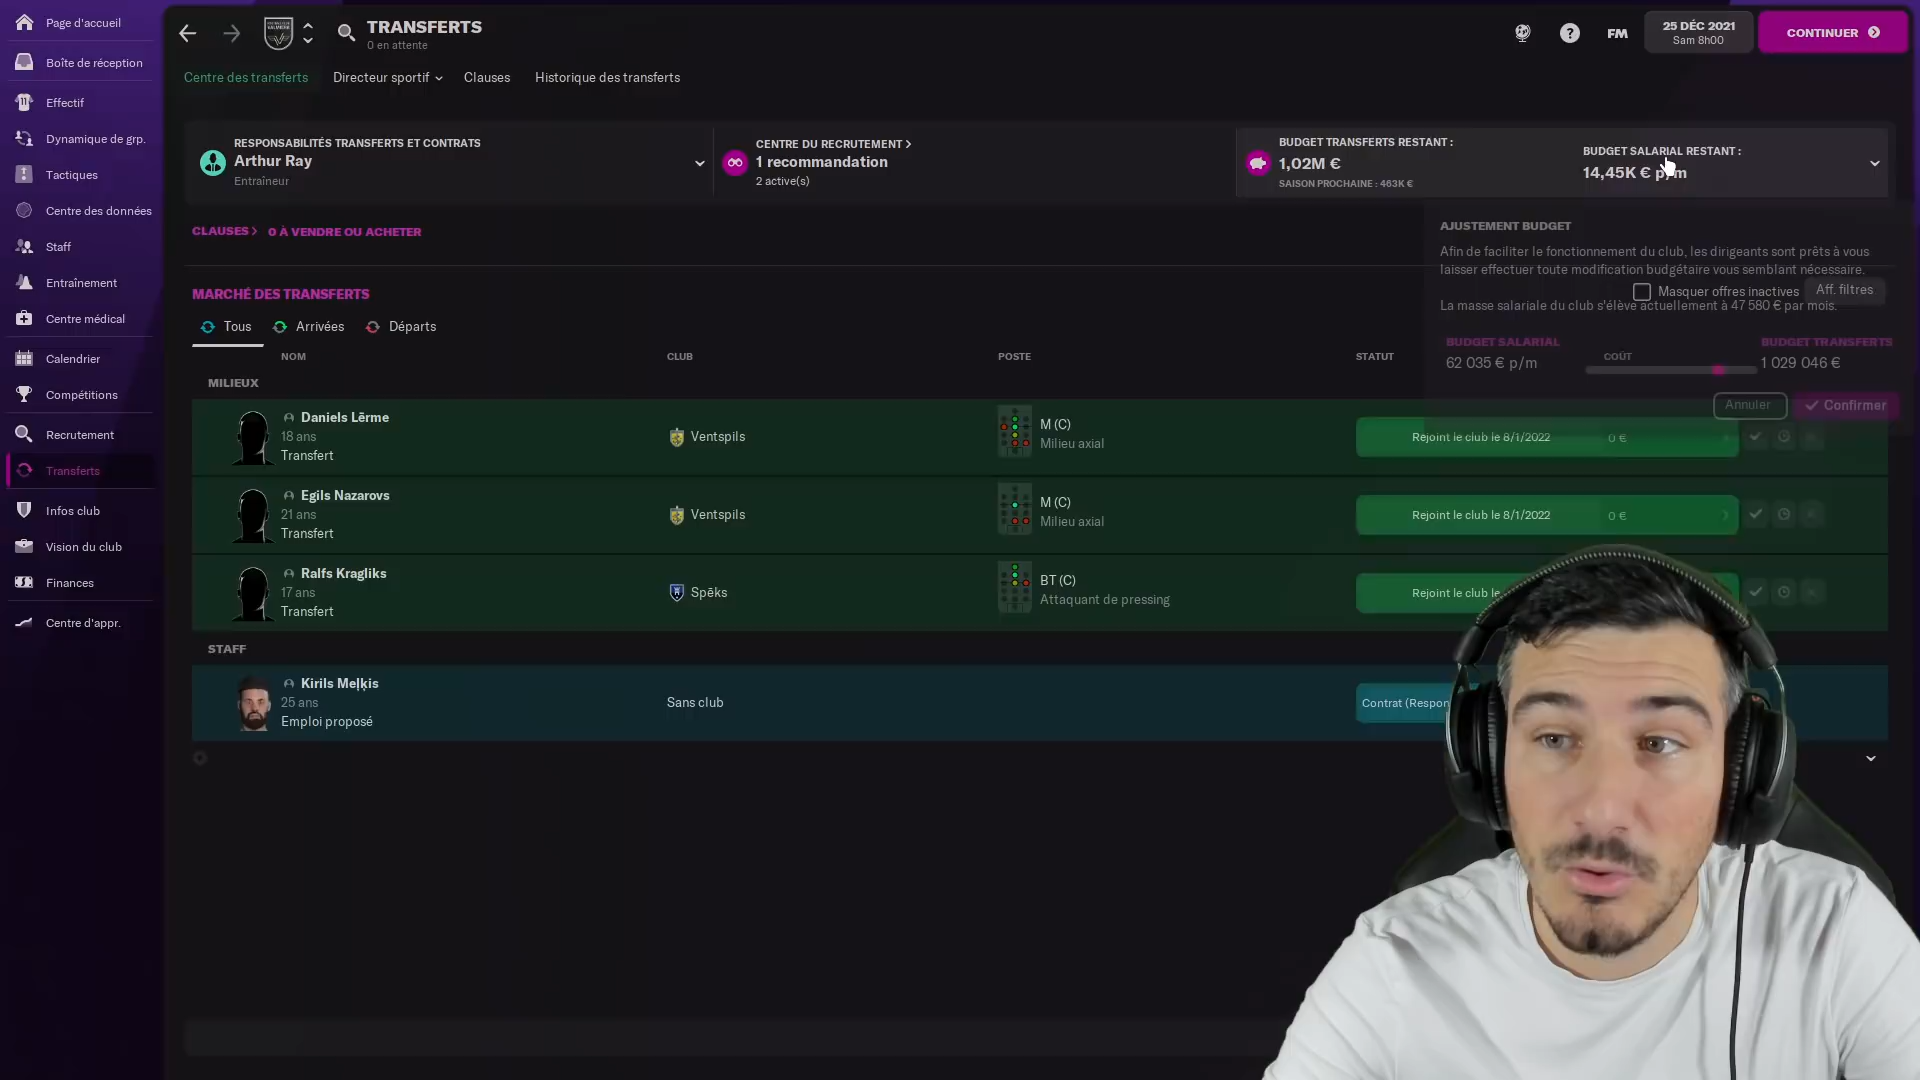 Page d'accueil
Boîte de réception
Effectif
Dynamique de grp.
Tactiques
Centre des données
Staff
Entraînement
Centre médical
Calendrier
Compétitions
Recrutement
Transferts
Infos club
Vision du club
Finances
Centre d'appr.
TRANSFERTS
0 en attente
FM
25 DÉC 2021
Sam 8h00
CONTINUER
Centre des transferts
Directeur sportif
Clauses
Historique des transferts
RESPONSABILITÉS TRANSFERTS ET CONTRATS
Arthur Ray
Entraîneur
CENTRE DU RECRUTEMENT >
1 recommandation
2 active(s)
BUDGET TRANSFERTS RESTANT :
1,02M €
SAISON PROCHAINE : 463K €
BUDGET SALARIAL RESTANT :
14,45K € p/m
CLAUSES > 0 À VENDRE OU ACHETER
AJUSTEMENT BUDGET
Afin de faciliter le fonctionnement du club, les dirigeants sont prêts à vous
laisser effectuer toute modification budgétaire vous semblant nécessaire.
Masquer offres inactives
Aff. filtres
La masse salariale du club s'élève actuellement à 47 580 € par mois.
BUDGET SALARIAL
62 035 € p/m
BUDGET TRANSFERTS
1 029 046 €
Annuler
Confirmer
MARCHÉ DES TRANSFERTS
Tous
Arrivées
Départs
NOM
CLUB
POSTE
STATUT
COÛT
MILIEUX
Daniels Lērme
18 ans
Transfert
Ventspils
M (C)
Milieu axial
Rejoint le club le 8/1/2022
0 €
Egils Nazarovs
21 ans
Transfert
Ventspils
M (C)
Milieu axial
Rejoint le club le 8/1/2022
0 €
Ralfs Kragliks
17 ans
Transfert
Spēks
BT (C)
Attaquant de pressing
Rejoint le club le
STAFF
Kirils Meļķis
25 ans
Emploi proposé
Sans club
Contrat (Respon